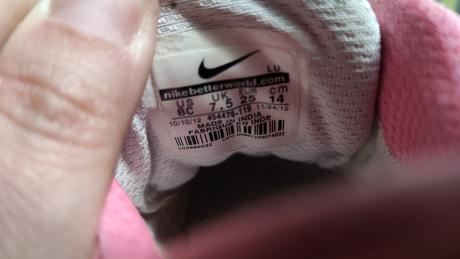 LU
nikebetterworld.com
US UK EUR cm
8C 7.5 25 14
10/10/12 454478-119 11/24/12
MADE IN INDIA
FABRIQUE EN INDE